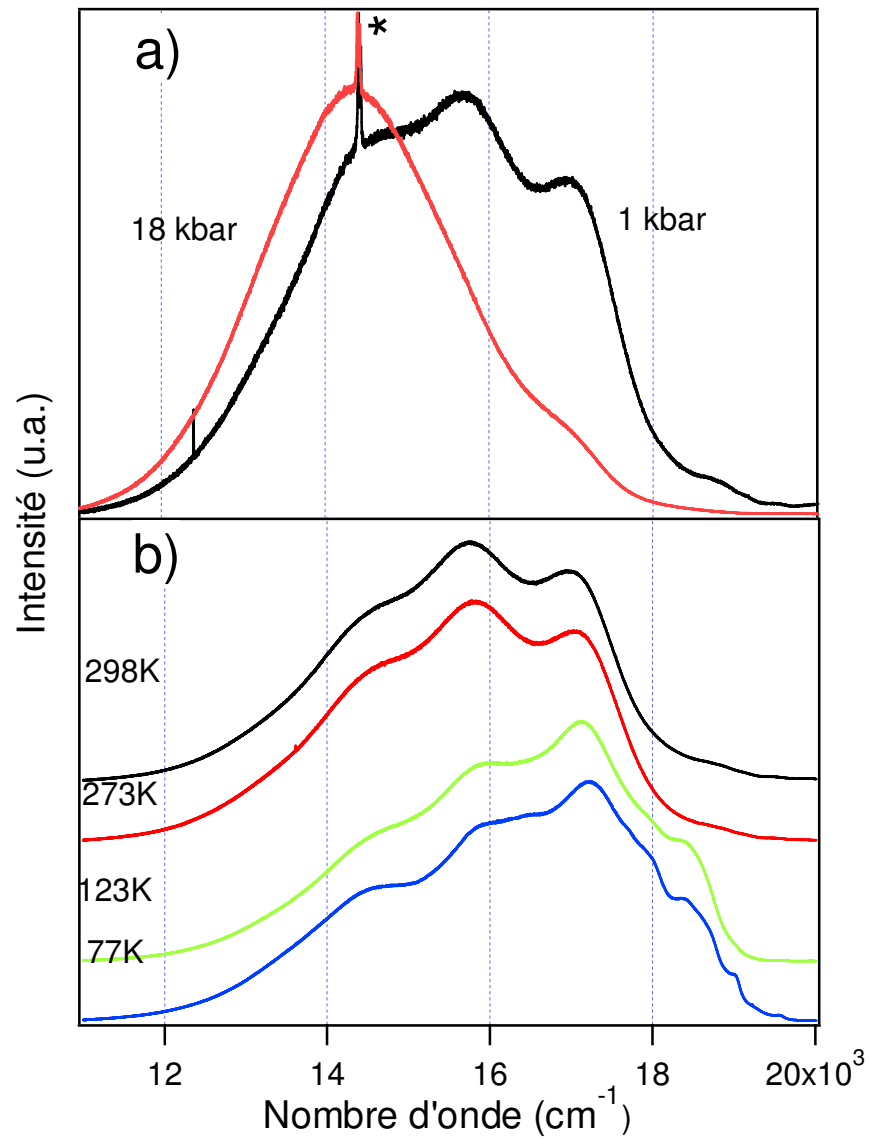 a)
*
18 kbar
1 kbar
Intensité (u.a.)
b)
298K
273K
123K
77K
12 14 16 18 20x10³
Nombre d'onde (cm⁻¹)